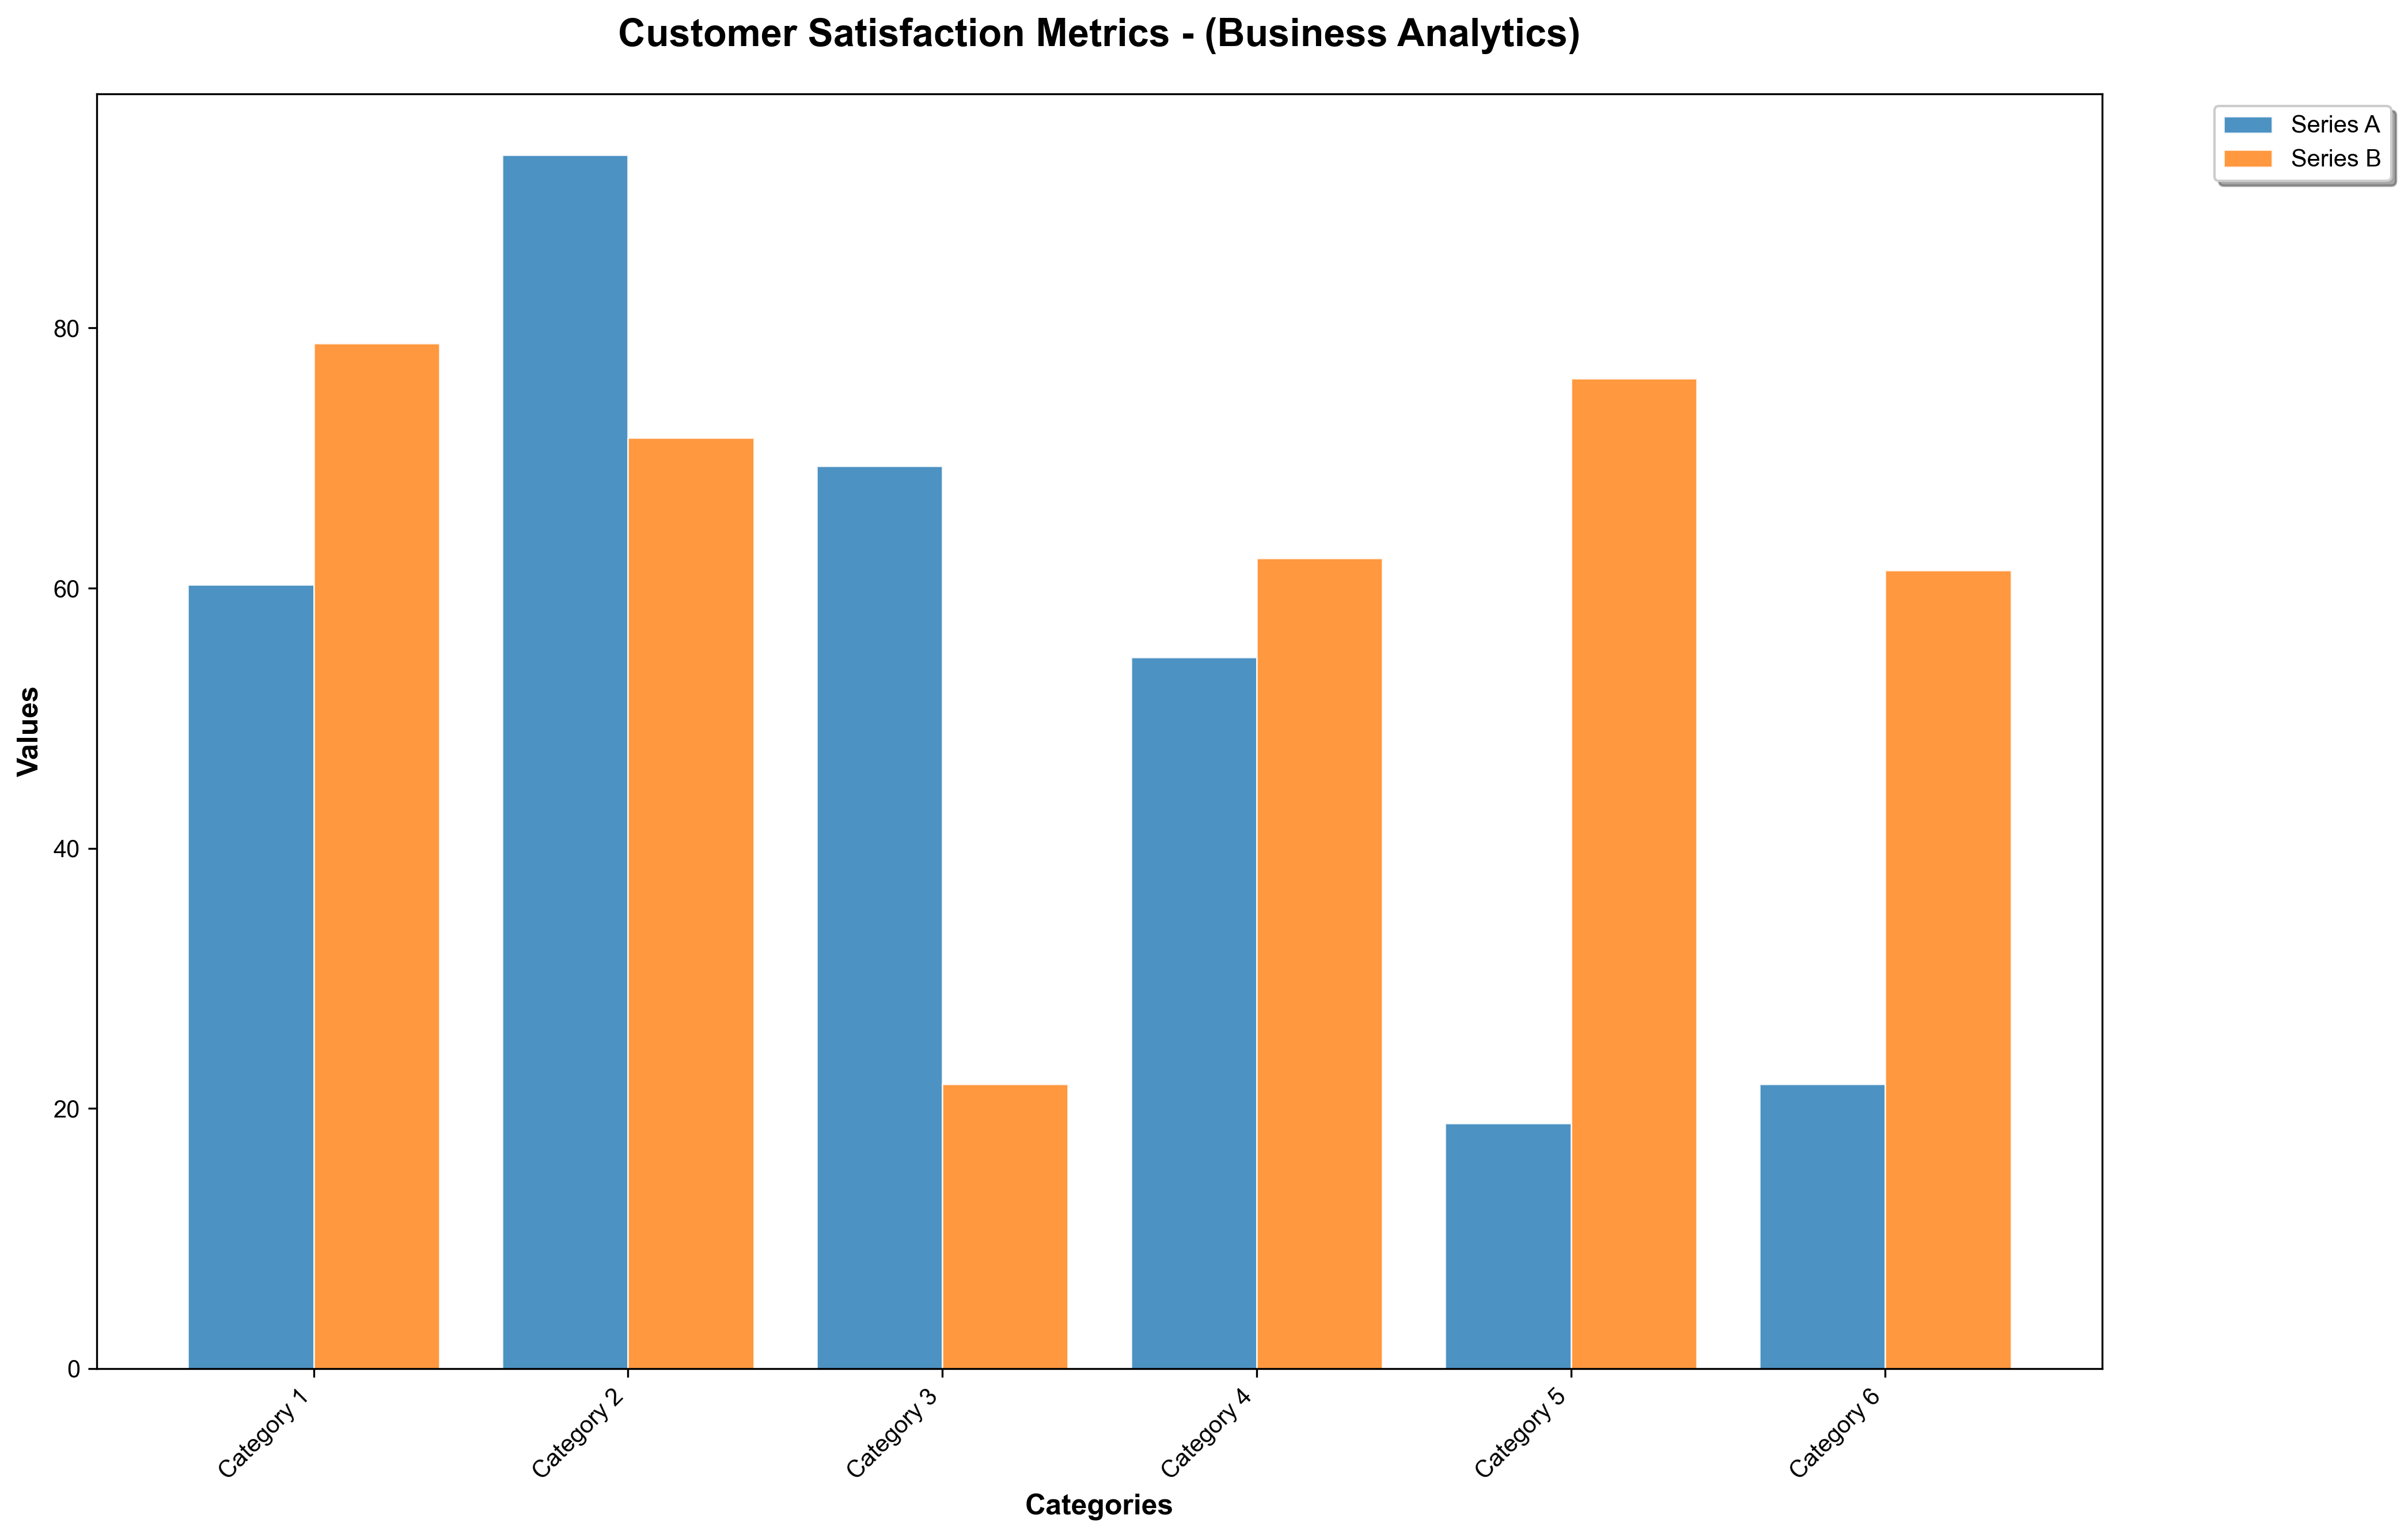 Customer Satisfaction Metrics - (Business Analytics)
Series A
Series B
80
60
40
20
0
Values
Category 1
Category 2
Category 3
Category 4
Category 5
Category 6
Categories